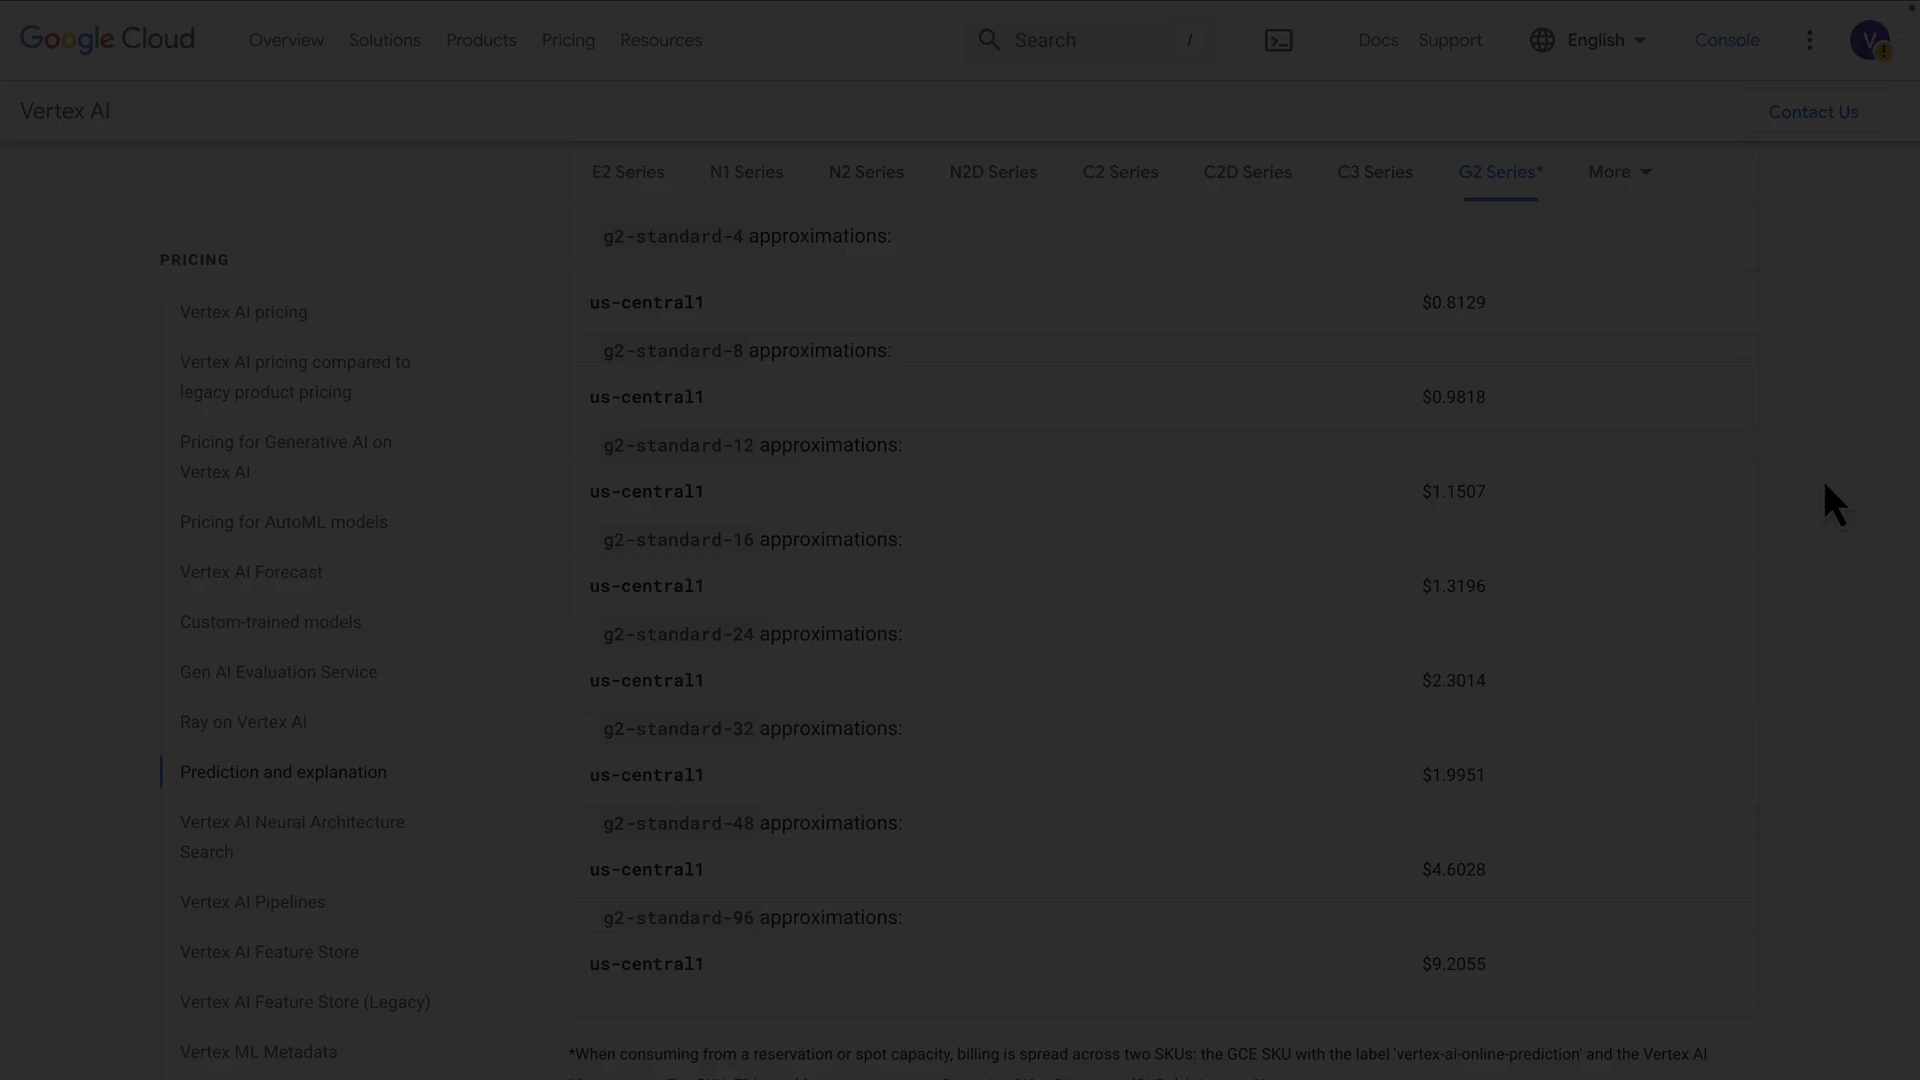 Google Cloud
Overview Solutions Products Pricing Resources
Search /
Docs Support English Console V
Vertex AI
Contact Us
E2 Series N1 Series N2 Series N2D Series C2 Series C2D Series C3 Series G2 Series* More
PRICING
Vertex AI pricing
Vertex AI pricing compared to
legacy product pricing
Pricing for Generative AI on
Vertex AI
Pricing for AutoML models
Vertex AI Forecast
Custom-trained models
Gen AI Evaluation Service
Ray on Vertex AI
Prediction and explanation
Vertex AI Neural Architecture
Search
Vertex AI Pipelines
Vertex AI Feature Store
Vertex AI Feature Store (Legacy)
Vertex ML Metadata
g2-standard-4 approximations:
us-central1 $0.8129
g2-standard-8 approximations:
us-central1 $0.9818
g2-standard-12 approximations:
us-central1 $1.1507
g2-standard-16 approximations:
us-central1 $1.3196
g2-standard-24 approximations:
us-central1 $2.3014
g2-standard-32 approximations:
us-central1 $1.9951
g2-standard-48 approximations:
us-central1 $4.6028
g2-standard-96 approximations:
us-central1 $9.2055
*When consuming from a reservation or spot capacity, billing is spread across two SKUs: the GCE SKU with the label 'vertex-ai-online-prediction' and the Vertex AI